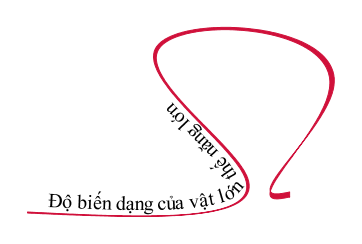 Độ biến dạng của vật lớn thế năng lớn